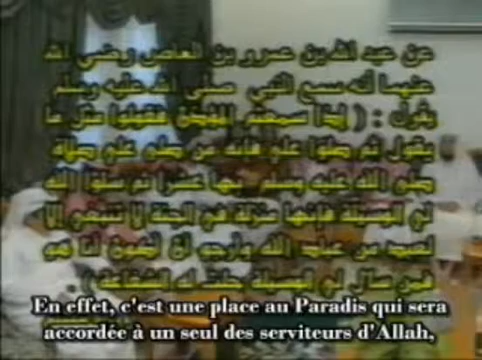 عن عبد الله بن عمرو بن العاص رضي الله
عنهما أنه سمع النبي صلى الله عليه وسلم
يقول : ( إذا سمعتم المؤذن فقولوا مثل ما
يقول ثم صلوا علي فإنه من صلى علي صلاة
صلى الله عليه وسلم بها عشرا ثم سلوا الله
لي الوسيلة فإنها منزلة في الجنة لا تنبغي إلا
لعبد من عباد الله وأرجو أن أكون أنا هو
فمن سأل لي الوسيلة حلت له الشفاعة ) .
En effet, c'est une place au Paradis qui sera
accordée à un seul des serviteurs d'Allah,